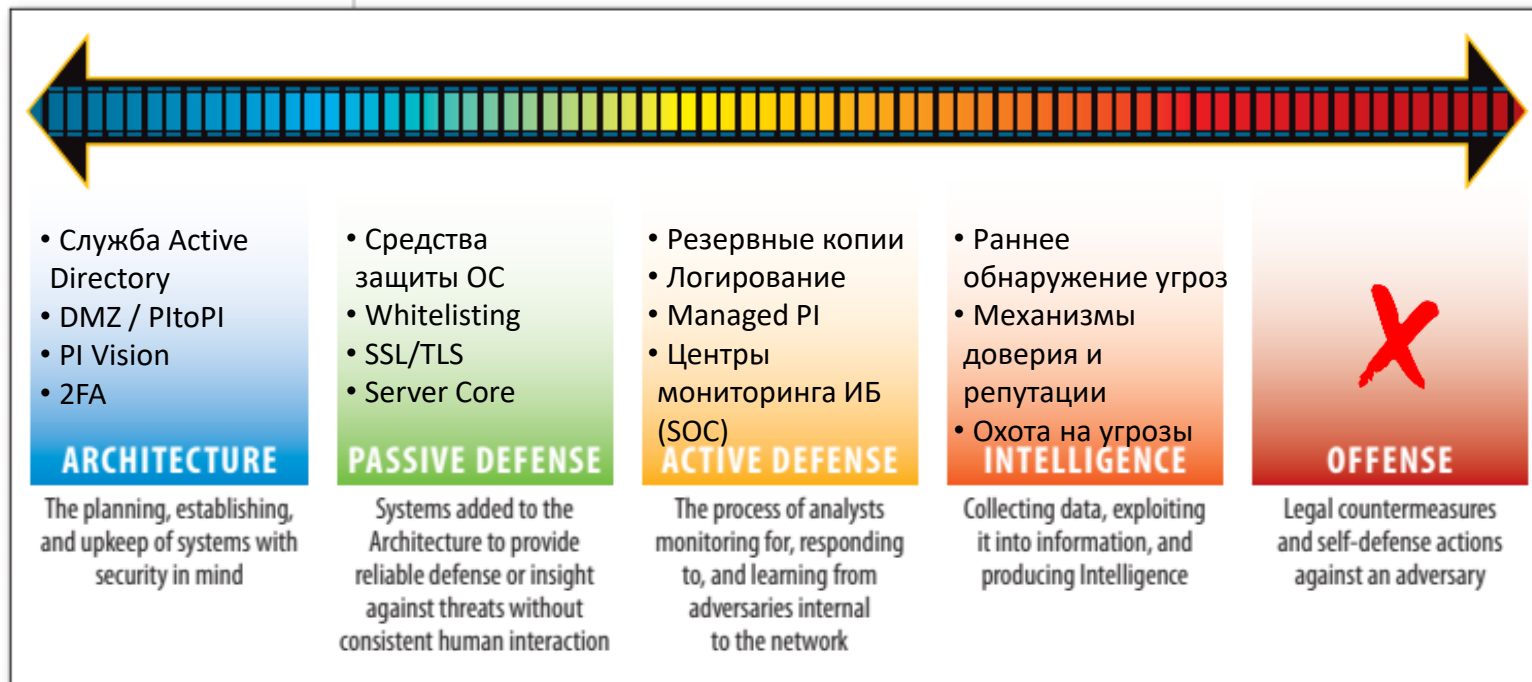 • Служба Active
Directory
• DMZ / PItoPI
• PI Vision
• 2FA
ARCHITECTURE
The planning, establishing,
and upkeep of systems with
security in mind
• Средства
защиты ОС
• Whitelisting
• SSL/TLS
• Server Core
PASSIVE DEFENSE
Systems added to the
Architecture to provide
reliable defense or insight
against threats without
consistent human interaction
• Резервные копии
• Логирование
• Managed PI
• Центры
мониторинга ИБ
(SOC)
ACTIVE DEFENSE
The process of analysts
monitoring for, responding
to, and learning from
adversaries internal
to the network
• Раннее
обнаружение угроз
• Механизмы
доверия и
репутации
• Охота на угрозы
INTELLIGENCE
Collecting data, exploiting
it into information, and
producing Intelligence
OFFENSE
Legal countermeasures
and self-defense actions
against an adversary